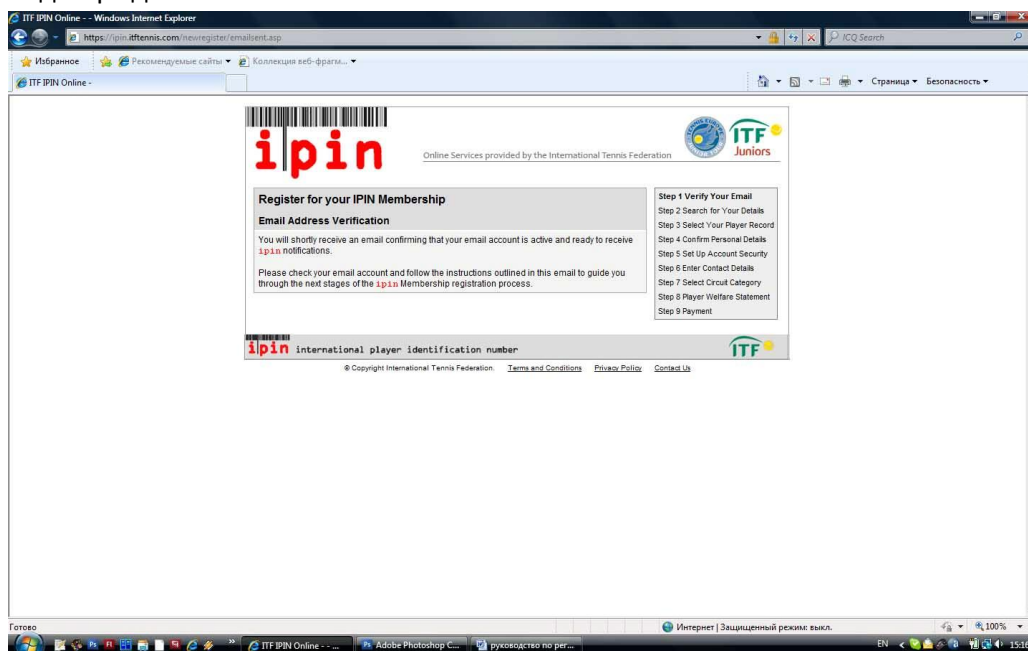 ITF IPIN Online - - Windows Internet Explorer
https://ipin.itftennis.com/newregister/emailsent.asp
ICQ Search
Избранное
Рекомендуемые сайты
Коллекция веб-фрагм...
ITF IPIN Online -
Страница
Безопасность
ipin
Online Services provided by the International Tennis Federation
ITF
Juniors
Register for your IPIN Membership
Email Address Verification
You will shortly receive an email confirming that your email account is active and ready to receive
ipin notifications.
Please check your email account and follow the instructions outlined in this email to guide you
through the next stages of the ipin Membership registration process.
Step 1 Verify Your Email
Step 2 Search for Your Details
Step 3 Select Your Player Record
Step 4 Confirm Personal Details
Step 5 Set Up Account Security
Step 6 Enter Contact Details
Step 7 Select Circuit Category
Step 8 Player Welfare Statement
Step 9 Payment
ipin international player identification number
ITF
© Copyright International Tennis Federation. Terms and Conditions Privacy Policy Contact Us
Готово
Интернет | Защищенный режим: выкл.
100%
ITF IPIN Online - - ...
Adobe Photoshop C...
руководство по рег...
EN
15:16